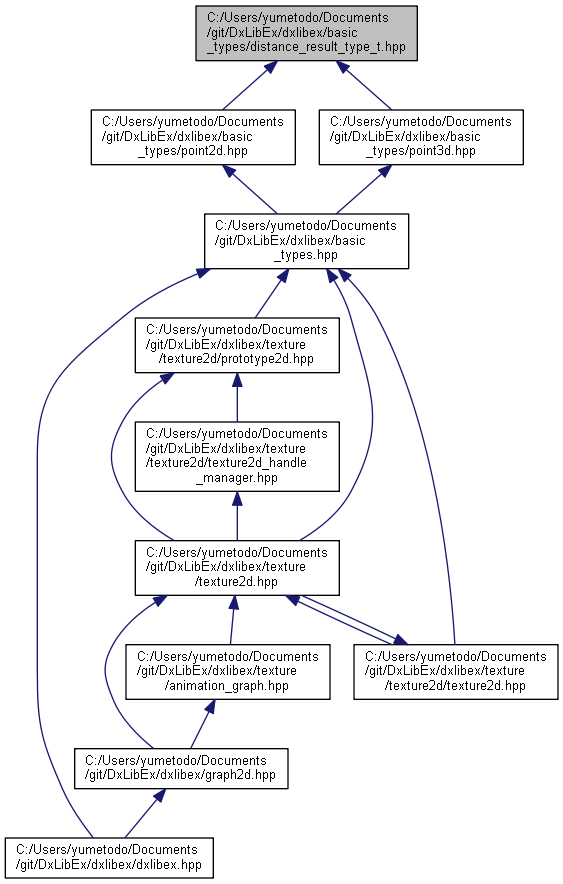 C:/Users/yumetodo/Documents
/git/DxLibEx/dxlibex/basic
_types/distance_result_type_t.hpp
C:/Users/yumetodo/Documents
/git/DxLibEx/dxlibex/basic
_types/point2d.hpp
C:/Users/yumetodo/Documents
/git/DxLibEx/dxlibex/basic
_types/point3d.hpp
C:/Users/yumetodo/Documents
/git/DxLibEx/dxlibex/basic
_types.hpp
C:/Users/yumetodo/Documents
/git/DxLibEx/dxlibex/texture
/texture2d/prototype2d.hpp
C:/Users/yumetodo/Documents
/git/DxLibEx/dxlibex/texture
/texture2d/texture2d_handle
_manager.hpp
C:/Users/yumetodo/Documents
/git/DxLibEx/dxlibex/texture
/texture2d.hpp
C:/Users/yumetodo/Documents
/git/DxLibEx/dxlibex/texture
/animation_graph.hpp
C:/Users/yumetodo/Documents
/git/DxLibEx/dxlibex/texture
/texture2d/texture2d.hpp
C:/Users/yumetodo/Documents
/git/DxLibEx/dxlibex/graph2d.hpp
C:/Users/yumetodo/Documents
/git/DxLibEx/dxlibex/dxlibex.hpp